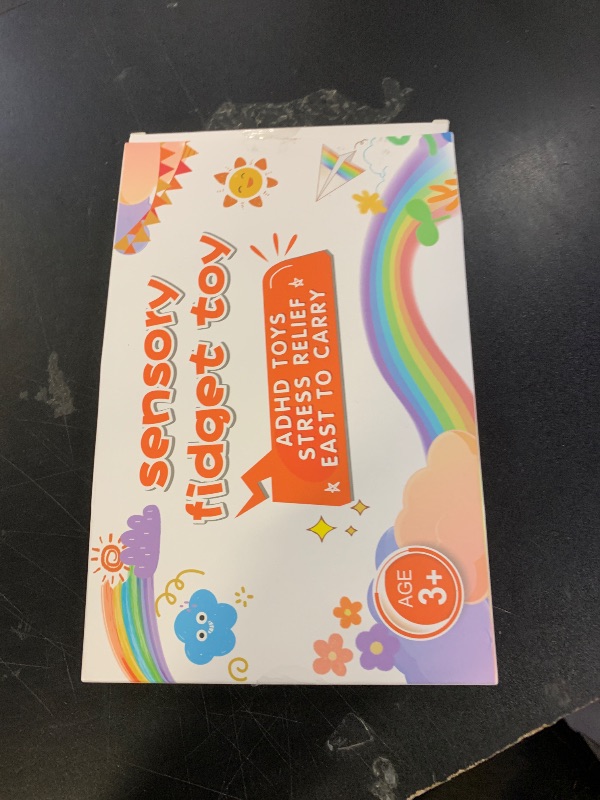 sensory
fidget toy
ADHD TOYS
STRESS RELIEF
EAST TO CARRY
AGE
3+